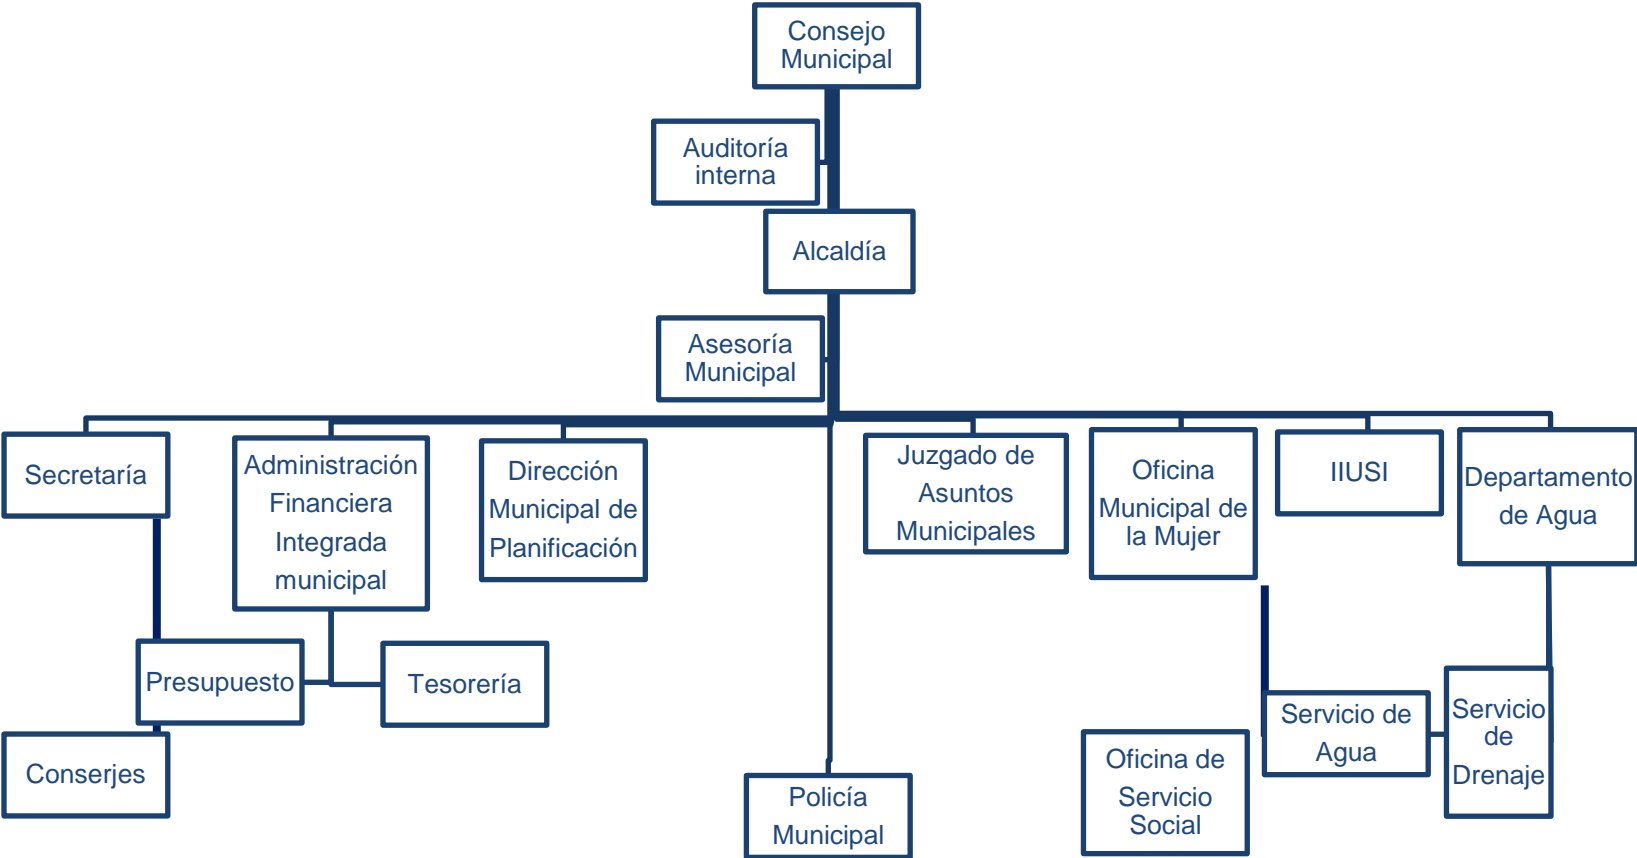 Consejo
Municipal
Auditoría
interna
Alcaldía
Asesoría
Municipal
Secretaría
Administración
Financiera
Integrada
municipal
Dirección
Municipal de
Planificación
Juzgado de
Asuntos
Municipales
Oficina
Municipal de
la Mujer
IIUSI
Departamento
de Agua
Presupuesto
Tesorería
Conserjes
Policía
Municipal
Oficina de
Servicio
Social
Servicio de
Agua
Servicio
de
Drenaje